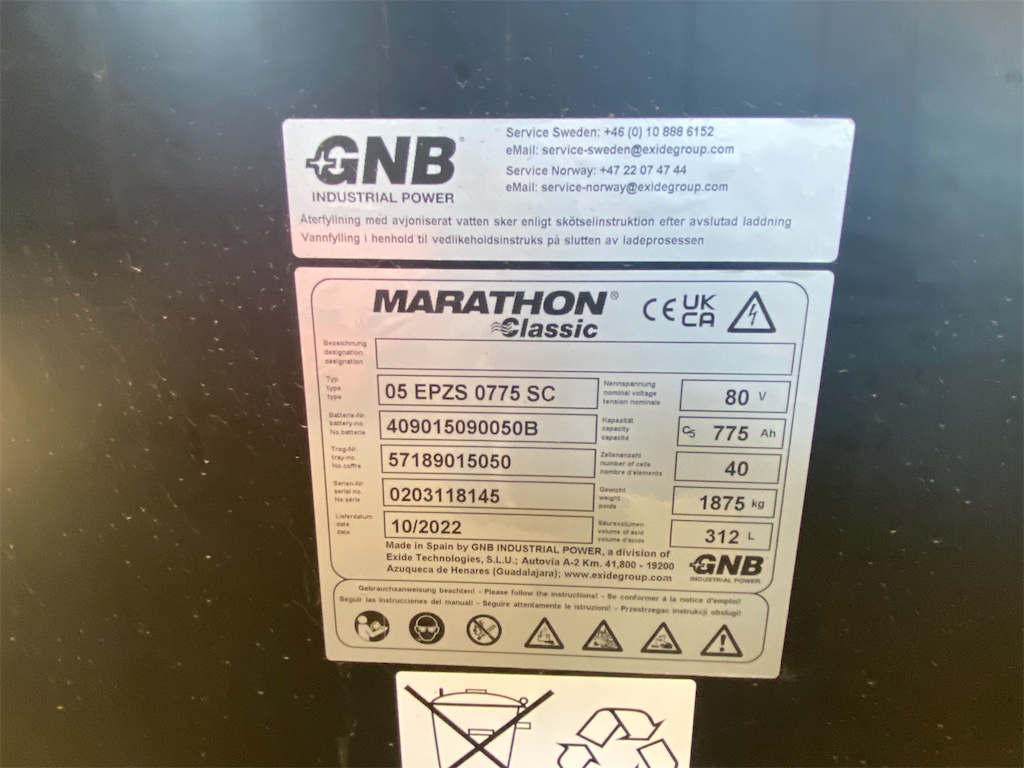 GNB®
INDUSTRIAL POWER
Service Sweden: +46 (0) 10 888 6152
eMail: service-sweden@exidegroup.com
Service Norway: +47 22 07 47 44
eMail: service-norway@exidegroup.com
Återfyllning med avjoniserat vatten sker enligt skötselinstruktion efter avslutad laddning
Vannfylling i henhold til vedlikeholdsinstruks på slutten av ladeprosessen
MARATHON®
Classic
CE UK CA
Bezeichnung
designation
désignation
Typ
type
type
05 EPZS 0775 SC
Nennspannung
nominal voltage
tension nominale
80 V
Batterie-Nr.
battery-no.
No.batterie
409015090050B
Kapazität
capacity
capacité
C5 775 Ah
Trog-Nr.
tray-no.
No coffre
57189015050
Zellenanzahl
number of cells
nombre d'éléments
40
Serien-Nr.
serial no.
No.série
0203118145
Gewicht
weight
poids
1875 kg
Lieferdatum
date
date
10/2022
Säurevolumen
volume of acid
volume d'acide
312 L
Made in Spain by GNB INDUSTRIAL POWER, a division of
Exide Technologies, S.L.U.; Autovia A-2 Km. 41,800 - 19200
Azuqueca de Henares (Guadalajara); www.exidegroup.com
GNB
INDUSTRIAL POWER
Gebrauchsanweisung beachten! - Please follow the instructions! - Se conformer à la notice d'emploi!
Seguir las instrucciones del manual! - Seguire attentamente le istruzioni! - Przestrzegac instrukcji obslugi!